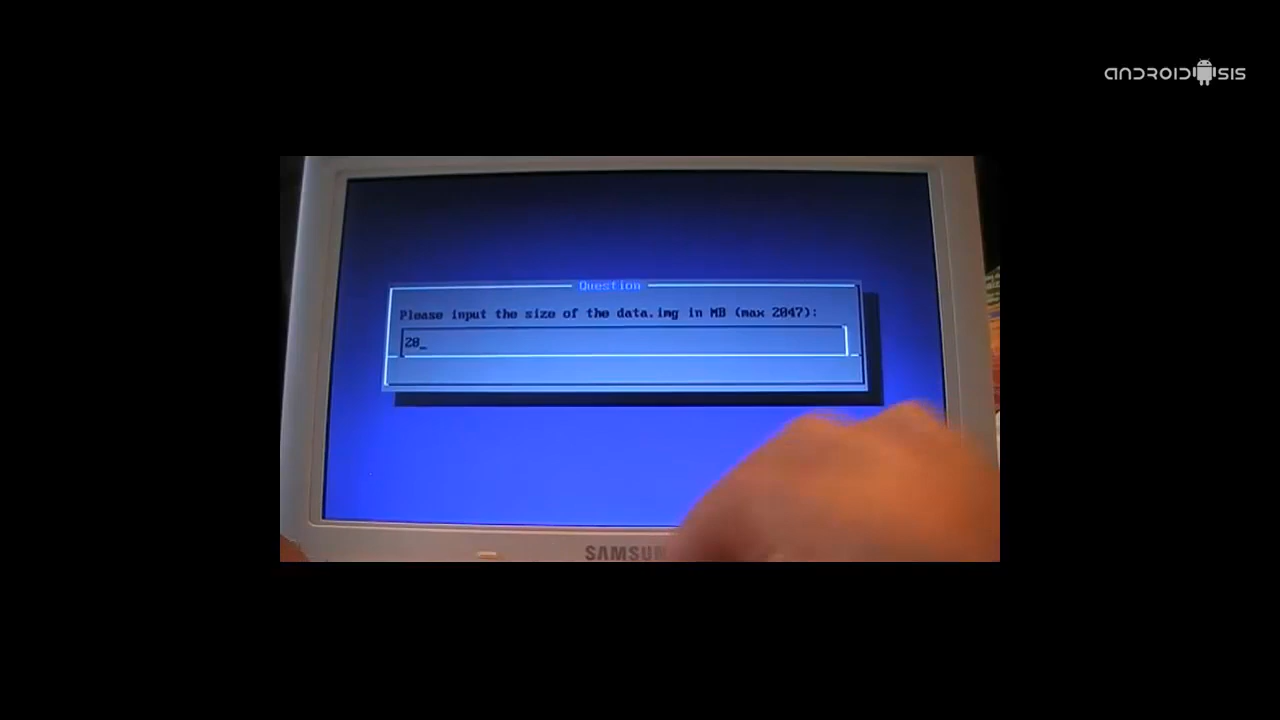 ANDROIDSIS
Question
Please input the size of the data.img in MB (max 2047):
20_
SAMSUN